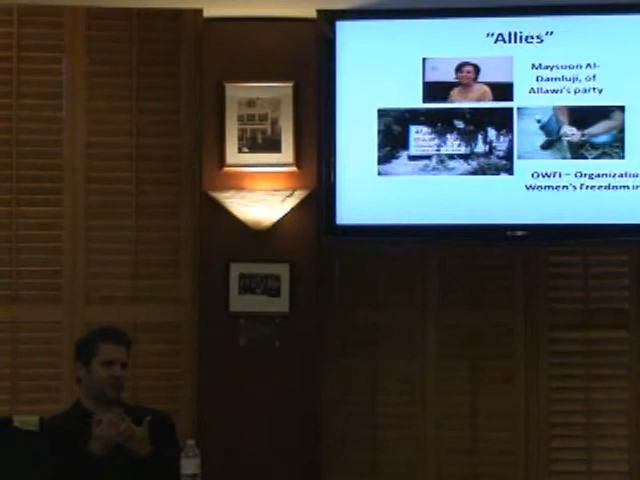 "Allies"
Maysoon Al-
Damluji, of
Allawi's party
OWFI – Organizatio
Women's Freedom in